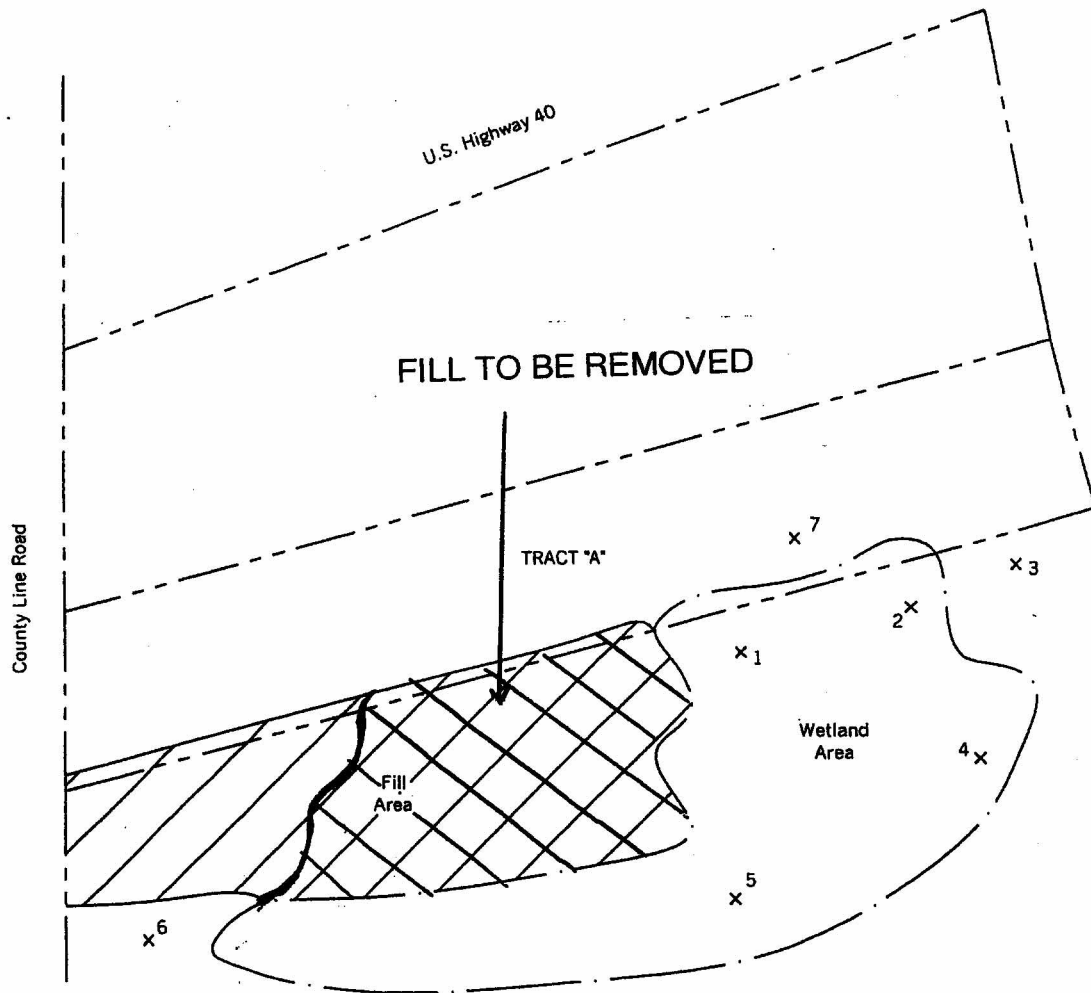 U.S. Highway 40
FILL TO BE REMOVED
County Line Road
TRACT "A"
7
3
2
1
Wetland
Area
4
Fill
Area
5
6